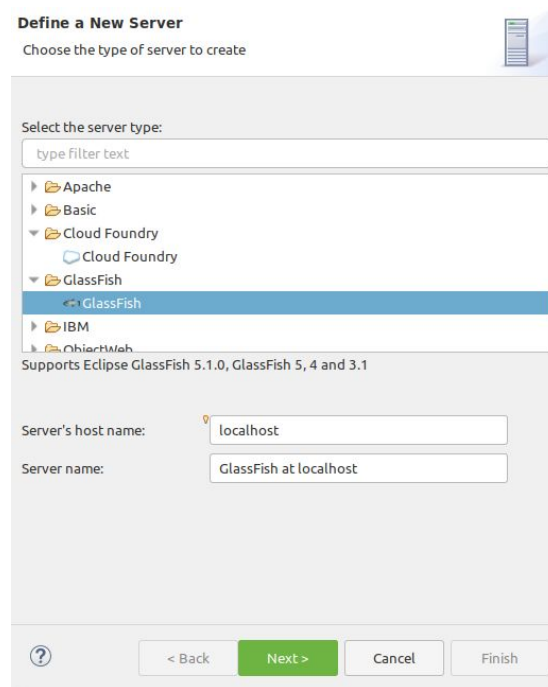 Define a New Server
Choose the type of server to create
Select the server type:
type filter text
Apache
Basic
Cloud Foundry
Cloud Foundry
GlassFish
GlassFish
IBM
ObjectWeb
Supports Eclipse GlassFish 5.1.0, GlassFish 5, 4 and 3.1
Server's host name: localhost
Server name: GlassFish at localhost
? < Back Next > Cancel Finish